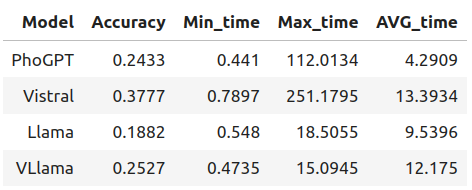 Model Accuracy Min_time Max_time AVG_time
PhoGPT 0.2433 0.441 112.0134 4.2909
Vistral 0.3777 0.7897 251.1795 13.3934
Llama 0.1882 0.548 18.5055 9.5396
VLlama 0.2527 0.4735 15.0945 12.175